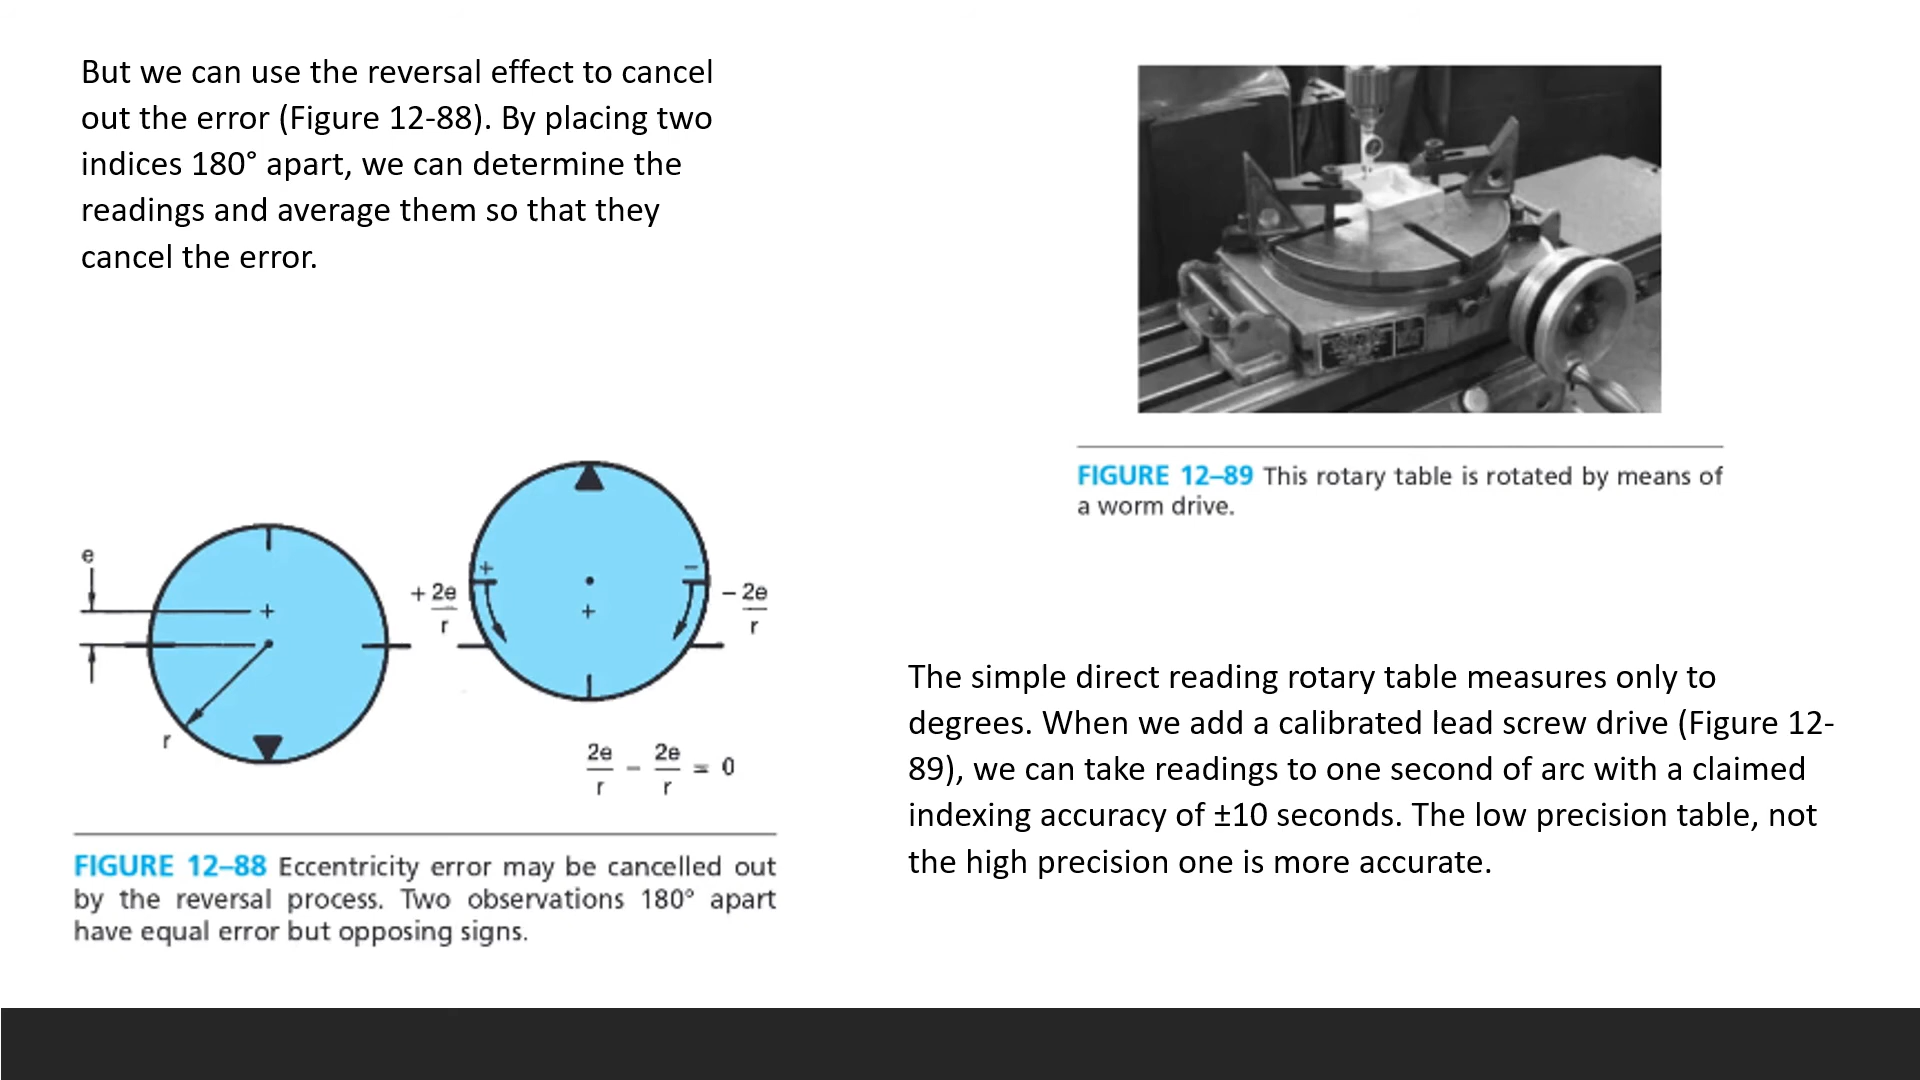 But we can use the reversal effect to cancel
out the error (Figure 12-88). By placing two
indices 180° apart, we can determine the
readings and average them so that they
cancel the error.
e
r
+
+
+ 2e
r
+
−
− 2e
r
2e
r
−
2e
r
= 0
FIGURE 12–88 Eccentricity error may be cancelled out
by the reversal process. Two observations 180° apart
have equal error but opposing signs.
FIGURE 12–89 This rotary table is rotated by means of
a worm drive.
The simple direct reading rotary table measures only to
degrees. When we add a calibrated lead screw drive (Figure 12-
89), we can take readings to one second of arc with a claimed
indexing accuracy of ±10 seconds. The low precision table, not
the high precision one is more accurate.